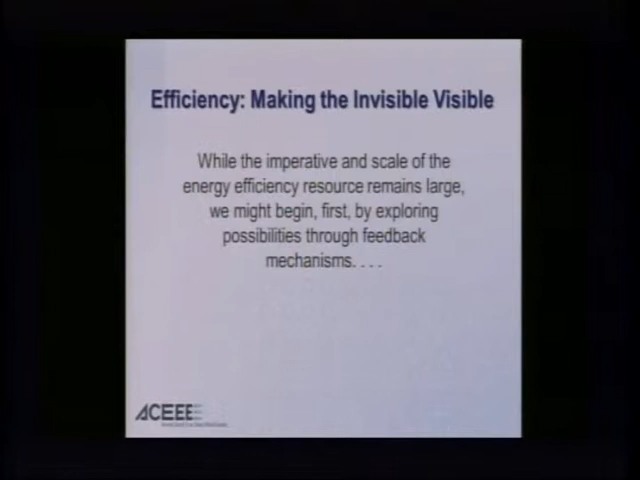 Efficiency: Making the Invisible Visible
While the imperative and scale of the
energy efficiency resource remains large,
we might begin, first, by exploring
possibilities through feedback
mechanisms. . . .
ACEEE